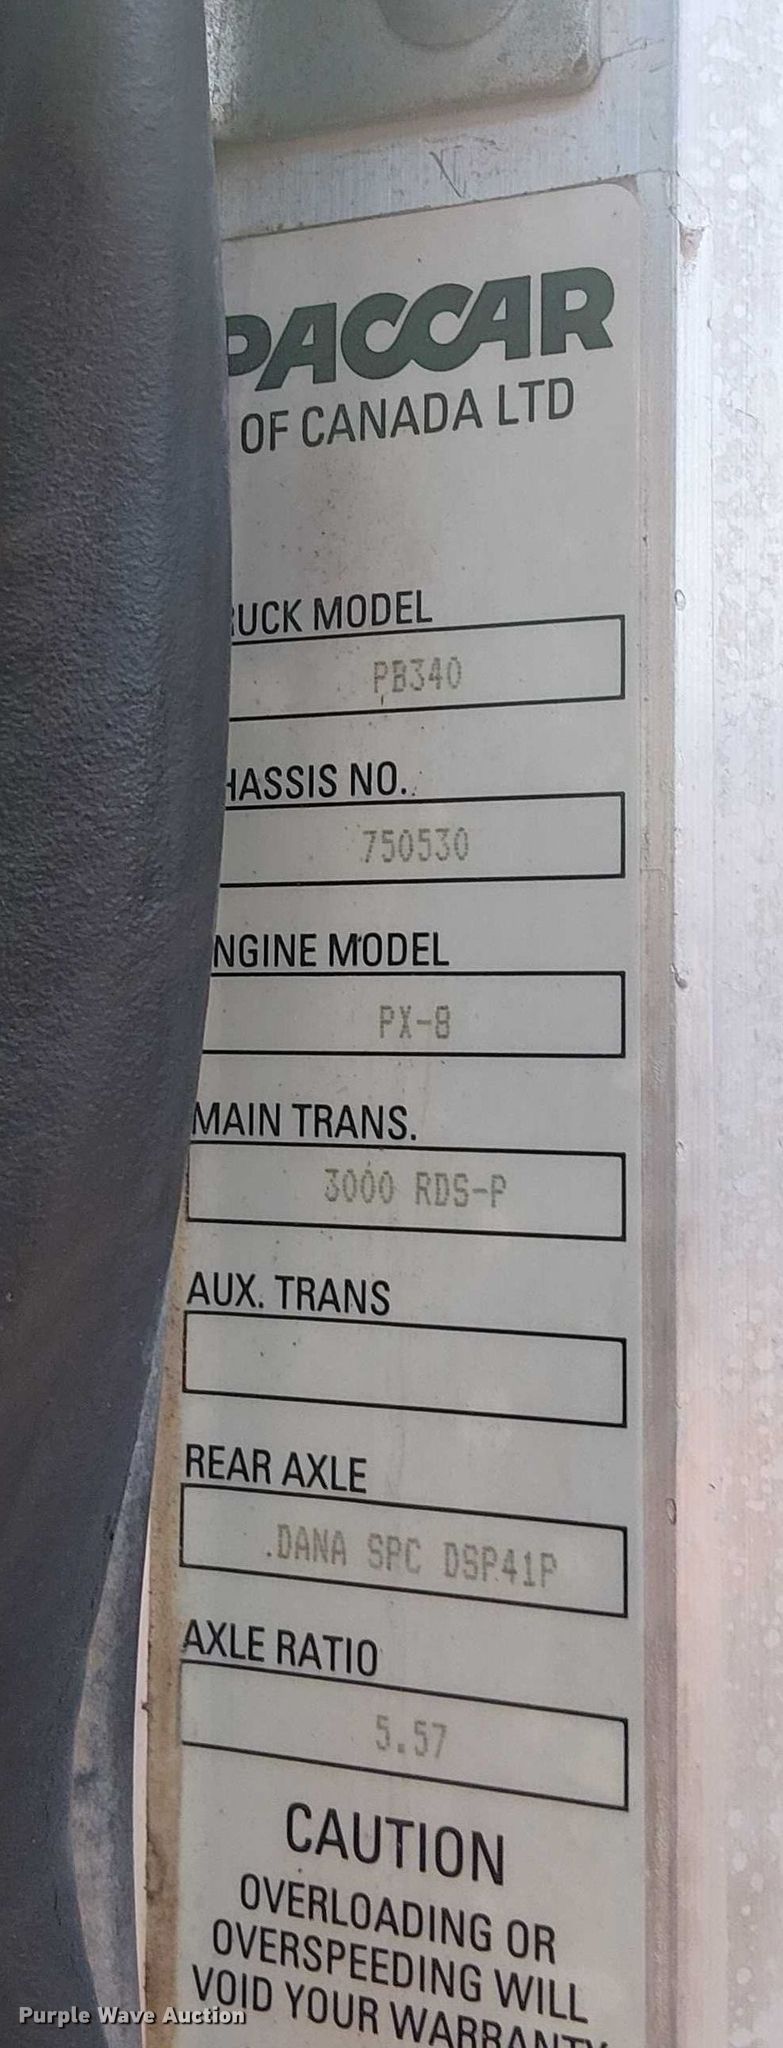 PACCAR
OF CANADA LTD
RUCK MODEL
PB340
HASSIS NO.
750530
NGINE MODEL
PX-8
MAIN TRANS.
3000 RDS-P
AUX. TRANS
REAR AXLE
.DANA SPC DSP41P
AXLE RATIO
5.57
CAUTION
OVERLOADING OR
OVERSPEEDING WILL
VOID YOUR WARRANTY
Purple Wave Auction